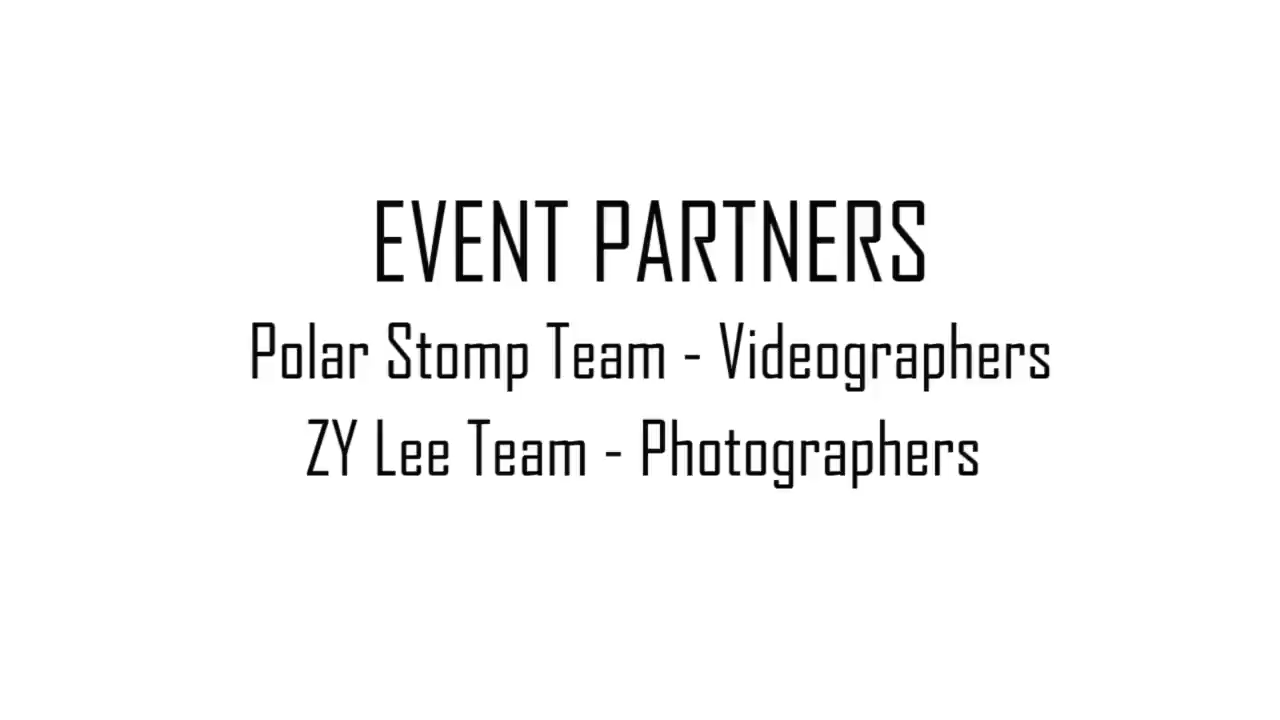 EVENT PARTNERS
Polar Stomp Team - Videographers
ZY Lee Team - Photographers